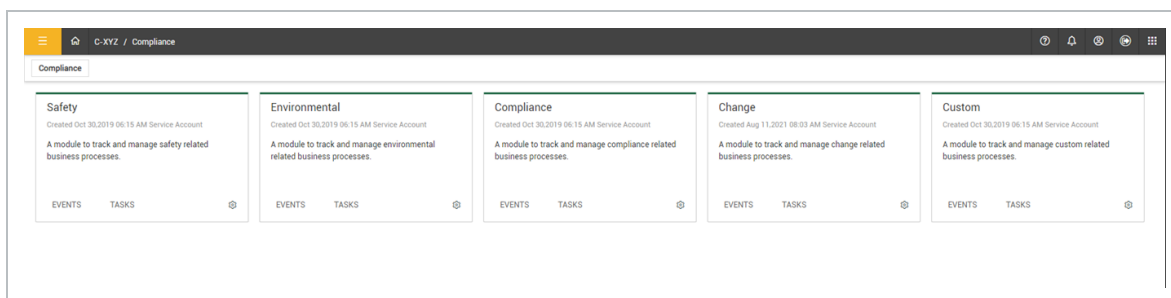 C-XYZ / Compliance
Compliance
Safety
Created Oct 30,2019 06:15 AM Service Account
A module to track and manage safety related
business processes.
EVENTS TASKS
Environmental
Created Oct 30,2019 06:15 AM Service Account
A module to track and manage environmental
related business processes.
EVENTS TASKS
Compliance
Created Oct 30,2019 06:15 AM Service Account
A module to track and manage compliance related
business processes.
EVENTS TASKS
Change
Created Aug 11,2021 08:03 AM Service Account
A module to track and manage change related
business processes.
EVENTS TASKS
Custom
Created Oct 30,2019 06:15 AM Service Account
A module to track and manage custom related
business processes.
EVENTS TASKS